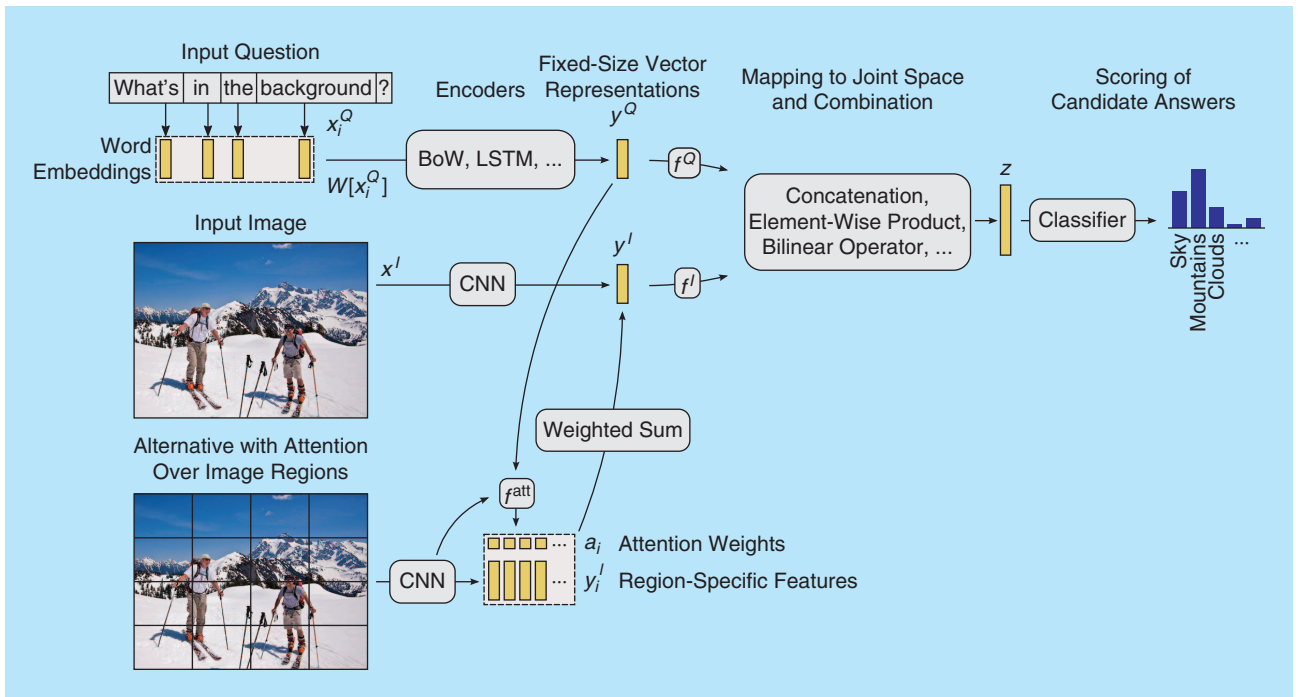 Input Question
What's in the background ?
Word
Embeddings
x_i^Q
W[x_i^Q]
Encoders
BoW, LSTM, ...
Fixed-Size Vector
Representations
y^Q
f^Q
Mapping to Joint Space
and Combination
Concatenation,
Element-Wise Product,
Bilinear Operator, ...
z
Scoring of
Candidate Answers
Classifier
...
Sky
Mountains
Clouds
Input Image
x^I
CNN
y^I
f^I
Weighted Sum
Alternative with Attention
Over Image Regions
CNN
f^att
...
a_i Attention Weights
...
y_i^I Region-Specific Features